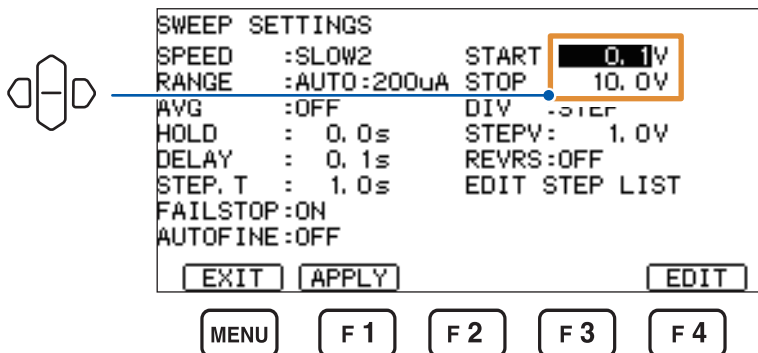 SWEEP SETTINGS
SPEED :SLOW2 START 0.1V
RANGE :AUTO:200uA STOP 10.0V
AVG :OFF DIV :STEP
HOLD : 0.0s STEPV: 1.0V
DELAY : 0.1s REVRS:OFF
STEP.T : 1.0s EDIT STEP LIST
FAILSTOP:ON
AUTOFINE:OFF
EXIT APPLY EDIT
MENU F1 F2 F3 F4